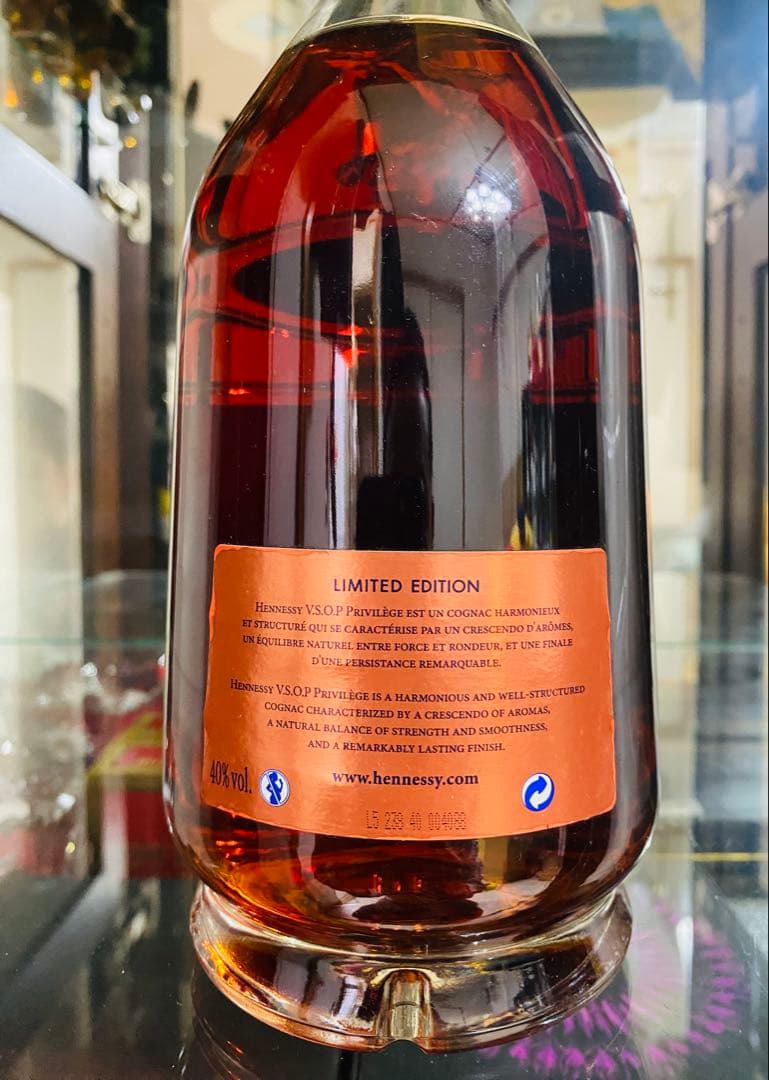 LIMITED EDITION
HENNESSY V.S.O.P PRIVILÈGE EST UN COGNAC HARMONIEUX
ET STRUCTURÉ QUI SE CARACTÉRISE PAR UN CRESCENDO D'ARÔMES,
UN ÉQUILIBRE NATUREL ENTRE FORCE ET RONDEUR, ET UNE FINALE
D'UNE PERSISTANCE REMARQUABLE.
HENNESSY V.S.O.P PRIVILÈGE IS A HARMONIOUS AND WELL-STRUCTURED
COGNAC CHARACTERIZED BY A CRESCENDO OF AROMAS,
A NATURAL BALANCE OF STRENGTH AND SMOOTHNESS,
AND A REMARKABLY LASTING FINISH.
40% vol. www.hennessy.com
L5 238 40